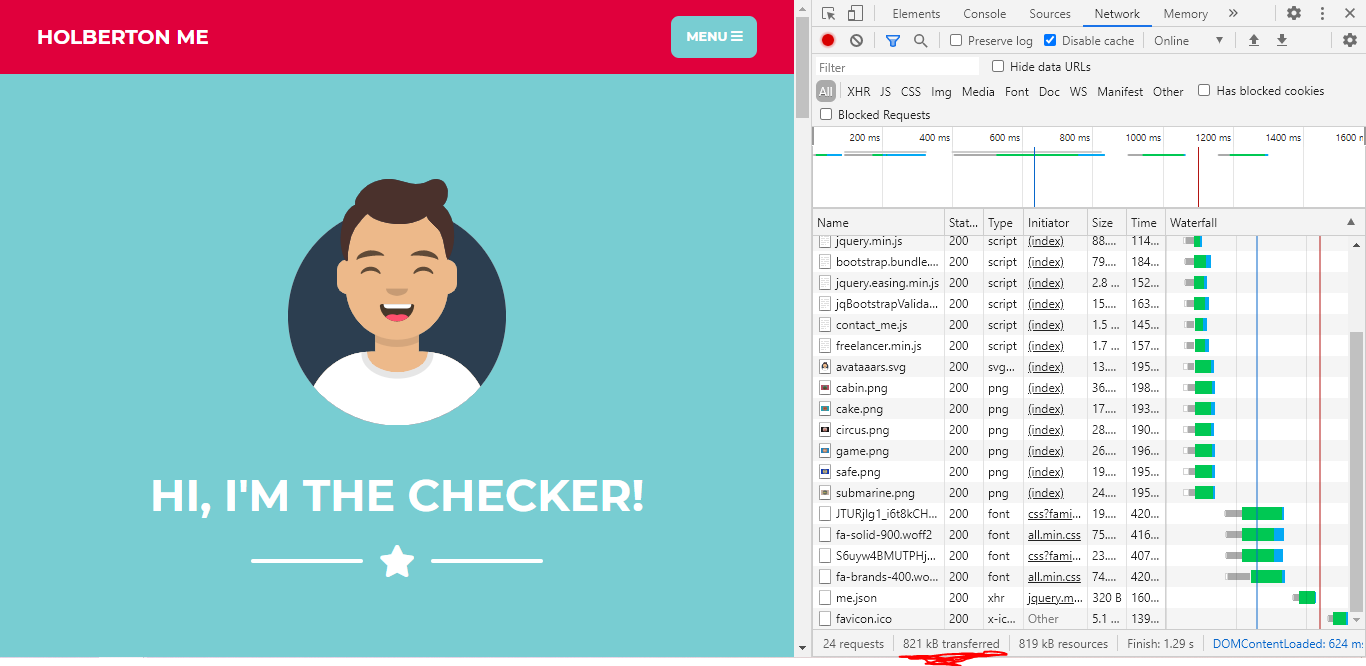 HOLBERTON ME
MENU
HI, I'M THE CHECKER!
Elements Console Sources Network Memory »
Preserve log Disable cache Online
Filter Hide data URLs
All XHR JS CSS Img Media Font Doc WS Manifest Other Has blocked cookies
Blocked Requests
200 ms 400 ms 600 ms 800 ms 1000 ms 1200 ms 1400 ms 1600 m
Name Stat... Type Initiator Size Time Waterfall
jquery.min.js 200 script (index) 88.... 114...
bootstrap.bundle.... 200 script (index) 79.... 184...
jquery.easing.min.js 200 script (index) 2.8 ... 152...
jqBootstrapValida... 200 script (index) 15.... 163...
contact_me.js 200 script (index) 1.5 ... 145...
freelancer.min.js 200 script (index) 1.7 ... 157...
avataaars.svg 200 svg... (index) 13.... 195...
cabin.png 200 png (index) 36.... 198...
cake.png 200 png (index) 17.... 193...
circus.png 200 png (index) 28.... 190...
game.png 200 png (index) 26.... 196...
safe.png 200 png (index) 19.... 195...
submarine.png 200 png (index) 24.... 195...
JTURjIg1_i6t8kCH... 200 font css?fami... 19.... 420...
fa-solid-900.woff2 200 font all.min.css 75.... 416...
S6uyw4BMUTPHj... 200 font css?fami... 23.... 407...
fa-brands-400.wo... 200 font all.min.css 74.... 420...
me.json 200 xhr jquery.m... 320 B 160...
favicon.ico 200 x-ic... Other 5.1 ... 139...
24 requests 821 kB transferred 819 kB resources Finish: 1.29 s DOMContentLoaded: 624 m